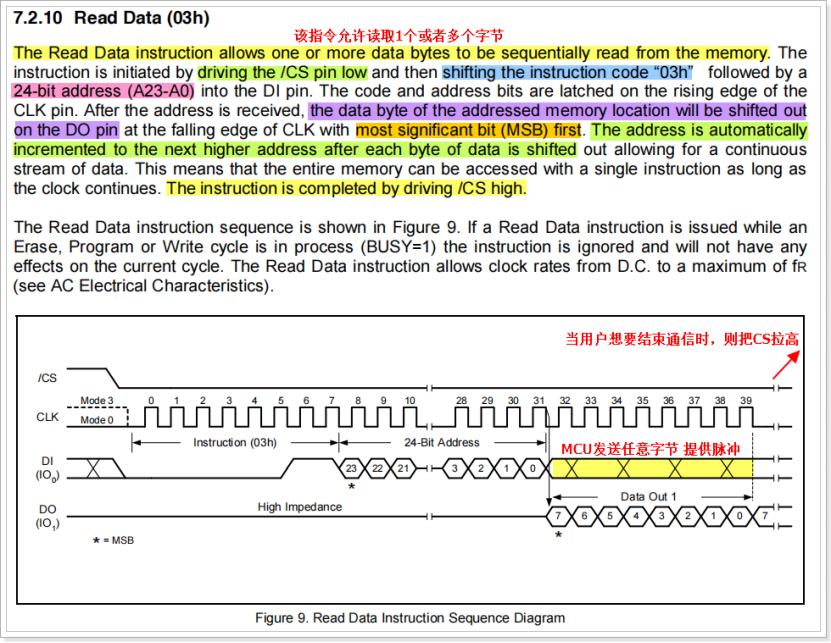 7.2.10 Read Data (03h)
该指令允许读取1个或者多个字节
The Read Data instruction allows one or more data bytes to be sequentially read from the memory. The
instruction is initiated by driving the /CS pin low and then shifting the instruction code “03h” followed by a
24-bit address (A23-A0) into the DI pin. The code and address bits are latched on the rising edge of the
CLK pin. After the address is received, the data byte of the addressed memory location will be shifted out
on the DO pin at the falling edge of CLK with most significant bit (MSB) first. The address is automatically
incremented to the next higher address after each byte of data is shifted out allowing for a continuous
stream of data. This means that the entire memory can be accessed with a single instruction as long as
the clock continues. The instruction is completed by driving /CS high.
The Read Data instruction sequence is shown in Figure 9. If a Read Data instruction is issued while an
Erase, Program or Write cycle is in process (BUSY=1) the instruction is ignored and will not have any
effects on the current cycle. The Read Data instruction allows clock rates from D.C. to a maximum of fR
(see AC Electrical Characteristics).
当用户想要结束通信时，则把CS拉高
/CS
Mode 3 0 1 2 3 4 5 6 7 8 9 10 28 29 30 31 32 33 34 35 36 37 38 39
CLK
Mode 0
Instruction (03h) 24-Bit Address
MCU发送任意字节 提供脉冲
DI
(IO0)
23 22 21 3 2 1 0
*
Data Out 1
High Impedance
DO
(IO1)
7 6 5 4 3 2 1 0 7
*
* = MSB
Figure 9. Read Data Instruction Sequence Diagram